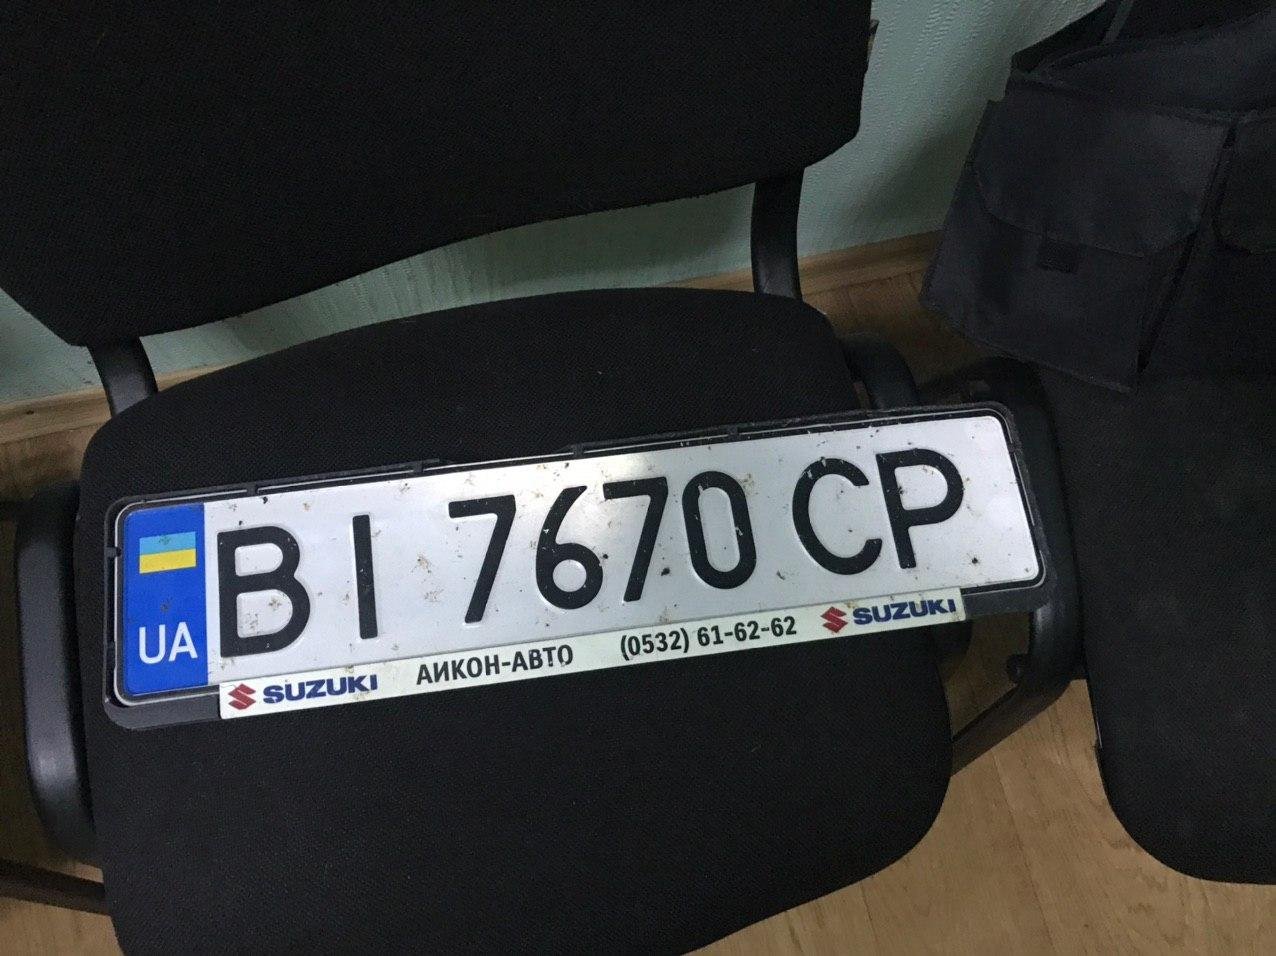 UA
BI 7670 CP
SUZUKI АИКОН-АВТО (0532) 61-62-62 SUZUKI